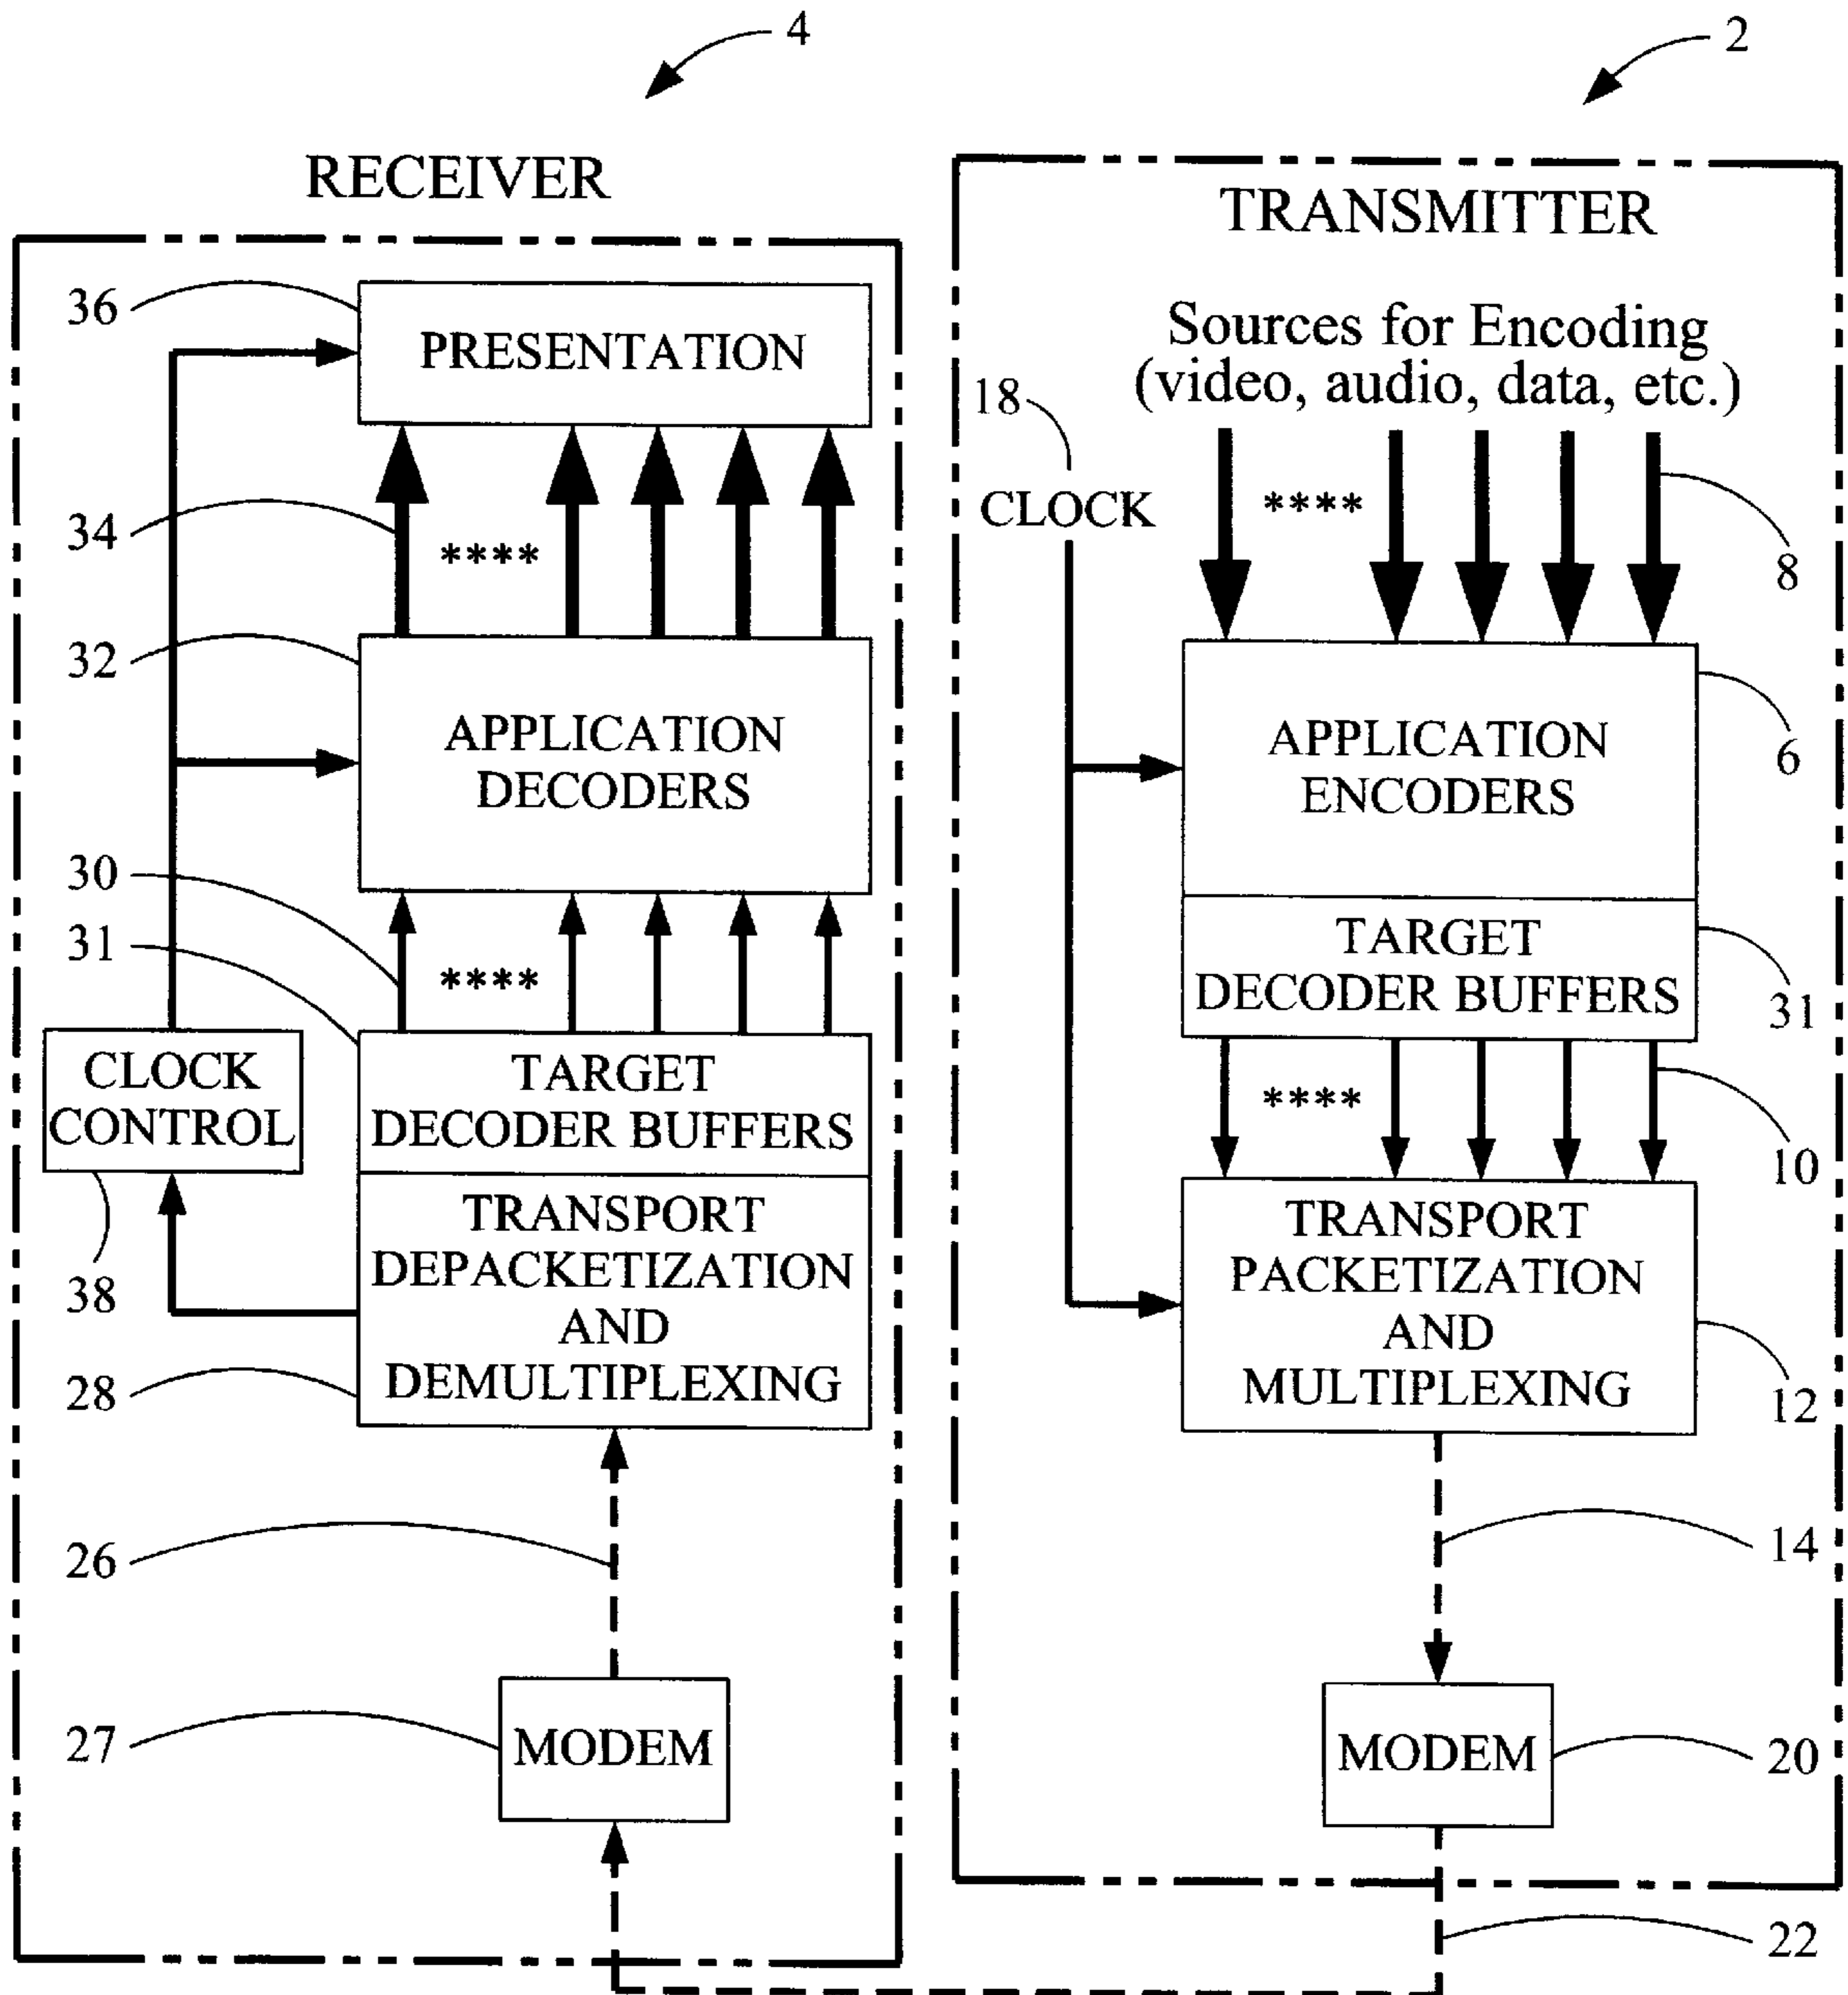 4
2
RECEIVER
36
PRESENTATION
34
****
32
APPLICATION
DECODERS
30
****
31
TARGET
DECODER BUFFERS
CLOCK
CONTROL
38
TRANSPORT
DEPACKETIZATION
AND
DEMULTIPLEXING
28
26
27
MODEM
TRANSMITTER
Sources for Encoding
(video, audio, data, etc.)
18
CLOCK
****
8
APPLICATION
ENCODERS
6
TARGET
DECODER BUFFERS
31
****
10
TRANSPORT
PACKETIZATION
AND
MULTIPLEXING
12
14
MODEM
20
22